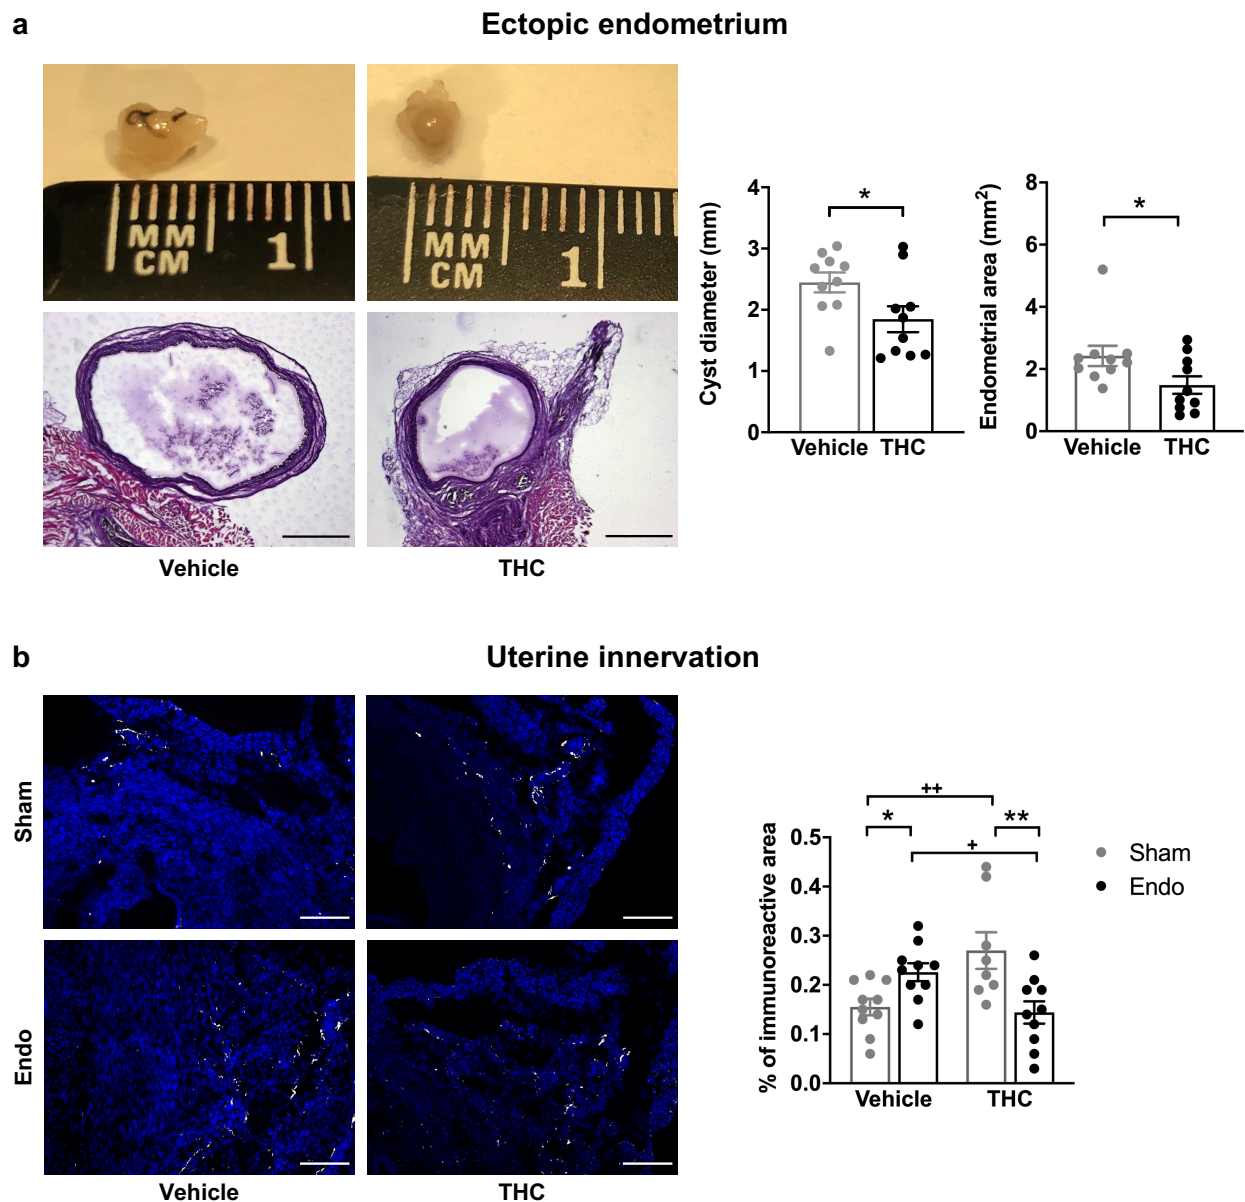 a
Ectopic endometrium
MM
CM
1
MM
CM
1
Vehicle
THC
Cyst diameter (mm)
4
3
2
1
0
*
Vehicle THC
Endometrial area (mm²)
8
6
4
2
0
*
Vehicle THC
b
Uterine innervation
Sham
Endo
Vehicle
THC
% of immunoreactive area
0.5
0.4
0.3
0.2
0.1
0.0
++
* **
+
Vehicle THC
Sham
Endo